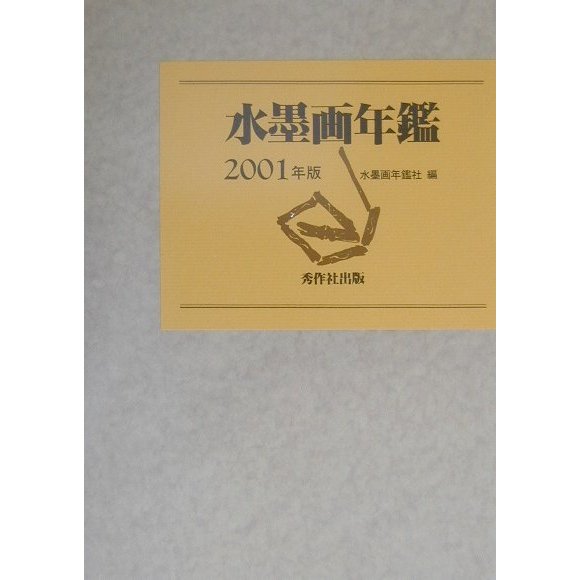 水墨画年鑑
2001年版
水墨画年鑑社 編
秀作社出版